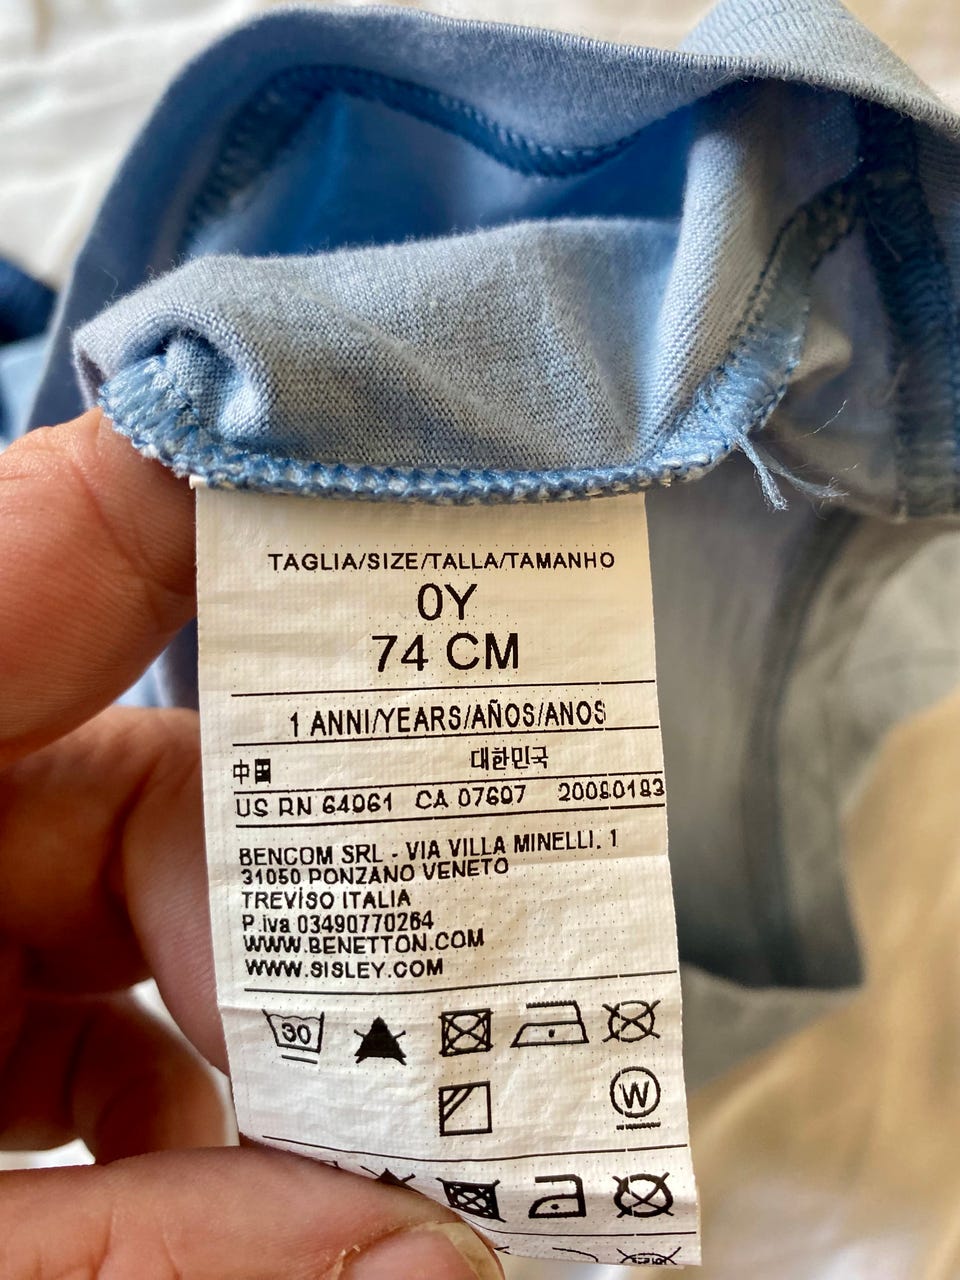 TAGLIA/SIZE/TALLA/TAMANHO
0Y
74 CM
1 ANNI/YEARS/AÑOS/ANOS
中国 대한민국
US RN 64061 CA 07607
BENCOM SRL - VIA VILLA MINELLI, 1
31050 PONZANO VENETO
TREVISO ITALIA
P.iva 03490770264
WWW.BENETTON.COM
WWW.SISLEY.COM
30
W